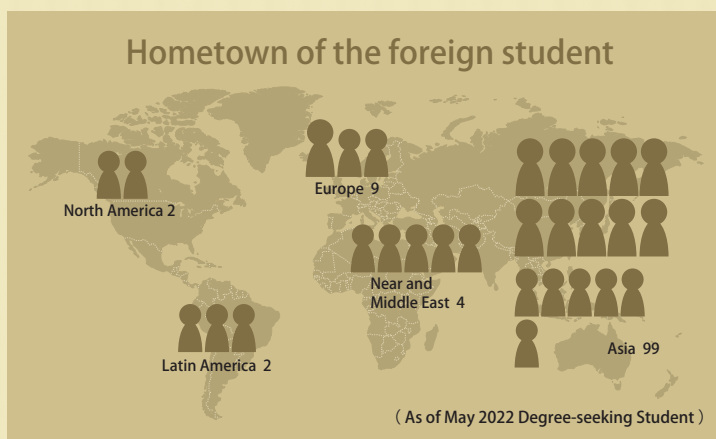 Hometown of the foreign student
Europe 9
North America 2
Near and
Middle East 4
Asia 99
Latin America 2
( As of May 2022 Degree-seeking Student )